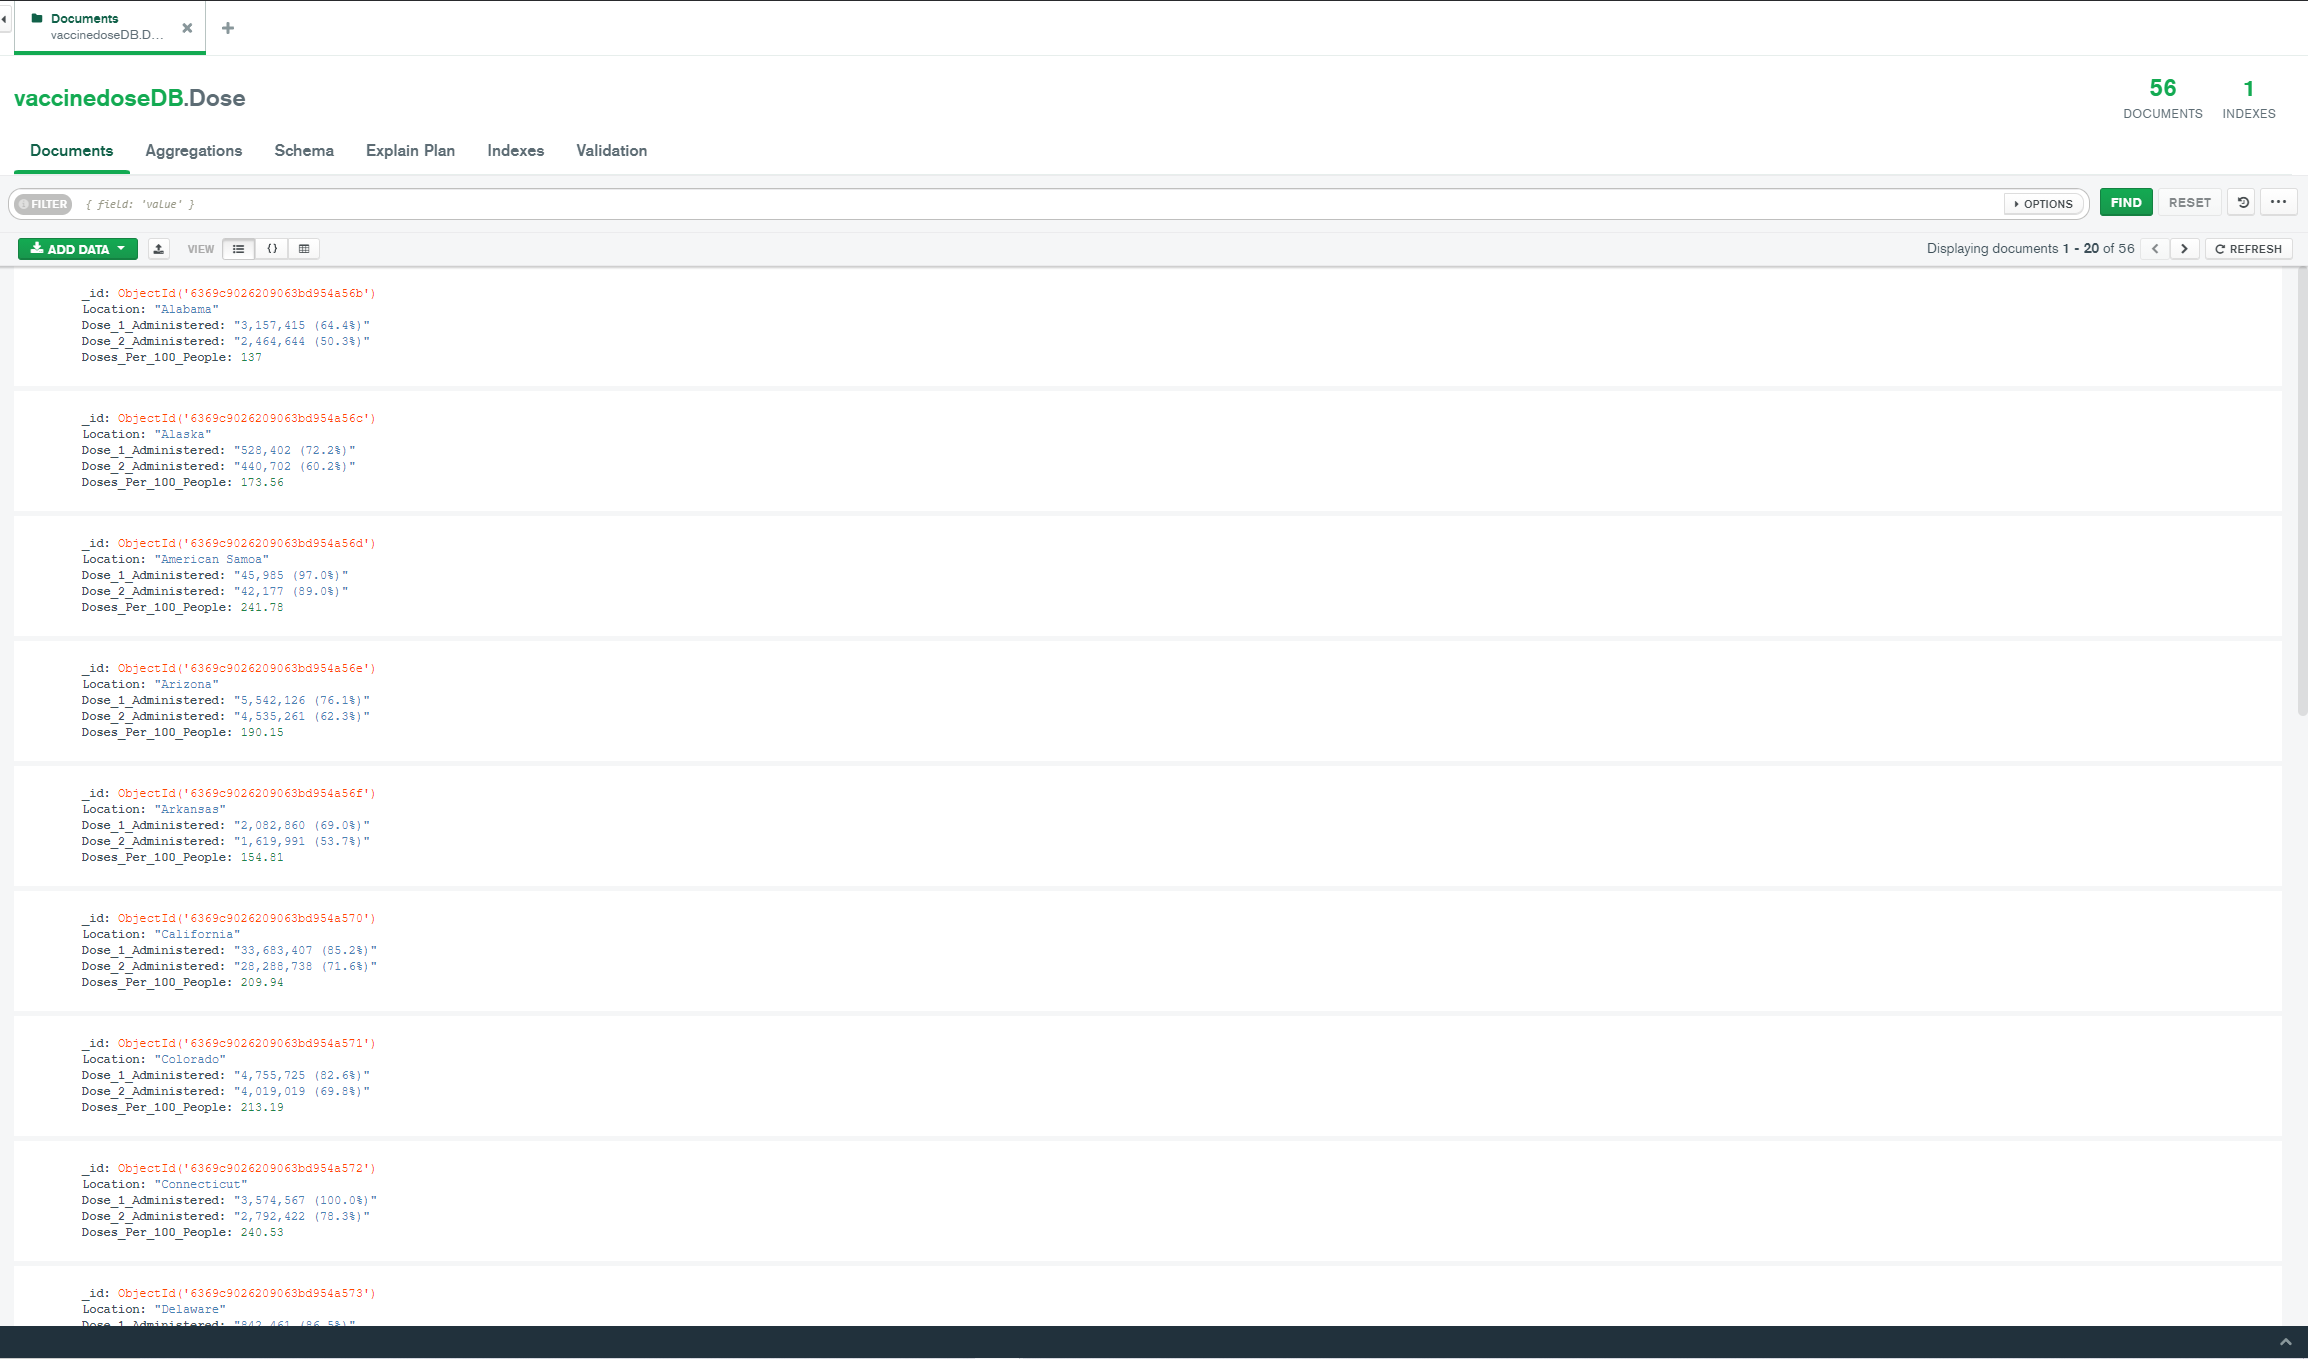 Documents
vaccinedoseDB.D...
vaccinedoseDB.Dose
56
DOCUMENTS
1
INDEXES
Documents
Aggregations
Schema
Explain Plan
Indexes
Validation
FILTER
{ field: 'value' }
OPTIONS
FIND
RESET
ADD DATA
VIEW
{}
Displaying documents 1 - 20 of 56
REFRESH
_id: ObjectId('6369c9026209063bd954a56b')
Location: "Alabama"
Dose_1_Administered: "3,157,415 (64.4%)"
Dose_2_Administered: "2,464,644 (50.3%)"
Doses_Per_100_People: 137
_id: ObjectId('6369c9026209063bd954a56c')
Location: "Alaska"
Dose_1_Administered: "528,402 (72.2%)"
Dose_2_Administered: "440,702 (60.2%)"
Doses_Per_100_People: 173.56
_id: ObjectId('6369c9026209063bd954a56d')
Location: "American Samoa"
Dose_1_Administered: "45,985 (97.0%)"
Dose_2_Administered: "42,177 (89.0%)"
Doses_Per_100_People: 241.78
_id: ObjectId('6369c9026209063bd954a56e')
Location: "Arizona"
Dose_1_Administered: "5,542,126 (76.1%)"
Dose_2_Administered: "4,535,261 (62.3%)"
Doses_Per_100_People: 190.15
_id: ObjectId('6369c9026209063bd954a56f')
Location: "Arkansas"
Dose_1_Administered: "2,082,860 (69.0%)"
Dose_2_Administered: "1,619,991 (53.7%)"
Doses_Per_100_People: 154.81
_id: ObjectId('6369c9026209063bd954a570')
Location: "California"
Dose_1_Administered: "33,683,407 (85.2%)"
Dose_2_Administered: "28,288,738 (71.6%)"
Doses_Per_100_People: 209.94
_id: ObjectId('6369c9026209063bd954a571')
Location: "Colorado"
Dose_1_Administered: "4,755,725 (82.6%)"
Dose_2_Administered: "4,019,019 (69.8%)"
Doses_Per_100_People: 213.19
_id: ObjectId('6369c9026209063bd954a572')
Location: "Connecticut"
Dose_1_Administered: "3,574,567 (100.0%)"
Dose_2_Administered: "2,792,422 (78.3%)"
Doses_Per_100_People: 240.53
_id: ObjectId('6369c9026209063bd954a573')
Location: "Delaware"
Dose_1_Administered: "842,461 (86.5%)"